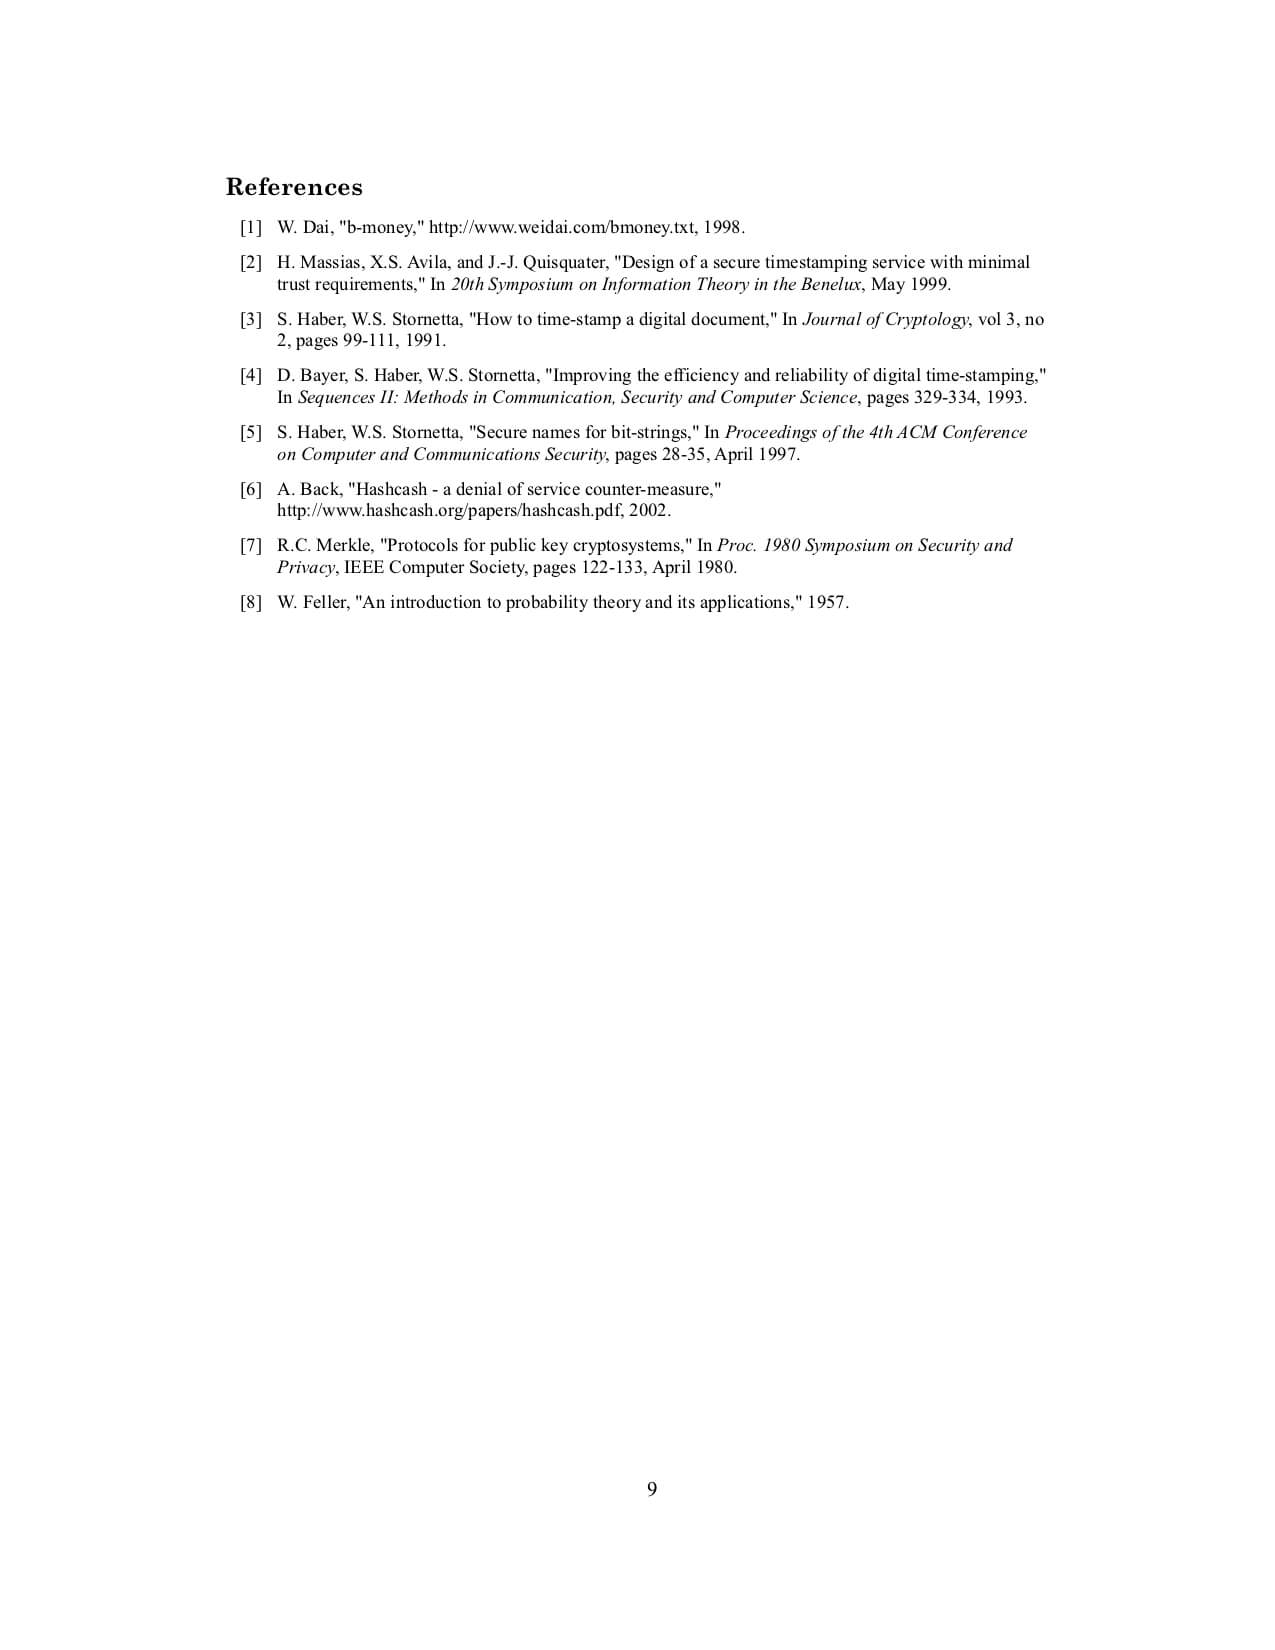 References
[1] W. Dai, "b-money," http://www.weidai.com/bmoney.txt, 1998.
[2] H. Massias, X.S. Avila, and J.-J. Quisquater, "Design of a secure timestamping service with minimal
trust requirements," In 20th Symposium on Information Theory in the Benelux, May 1999.
[3] S. Haber, W.S. Stornetta, "How to time-stamp a digital document," In Journal of Cryptology, vol 3, no
2, pages 99-111, 1991.
[4] D. Bayer, S. Haber, W.S. Stornetta, "Improving the efficiency and reliability of digital time-stamping,"
In Sequences II: Methods in Communication, Security and Computer Science, pages 329-334, 1993.
[5] S. Haber, W.S. Stornetta, "Secure names for bit-strings," In Proceedings of the 4th ACM Conference
on Computer and Communications Security, pages 28-35, April 1997.
[6] A. Back, "Hashcash - a denial of service counter-measure,"
http://www.hashcash.org/papers/hashcash.pdf, 2002.
[7] R.C. Merkle, "Protocols for public key cryptosystems," In Proc. 1980 Symposium on Security and
Privacy, IEEE Computer Society, pages 122-133, April 1980.
[8] W. Feller, "An introduction to probability theory and its applications," 1957.
9